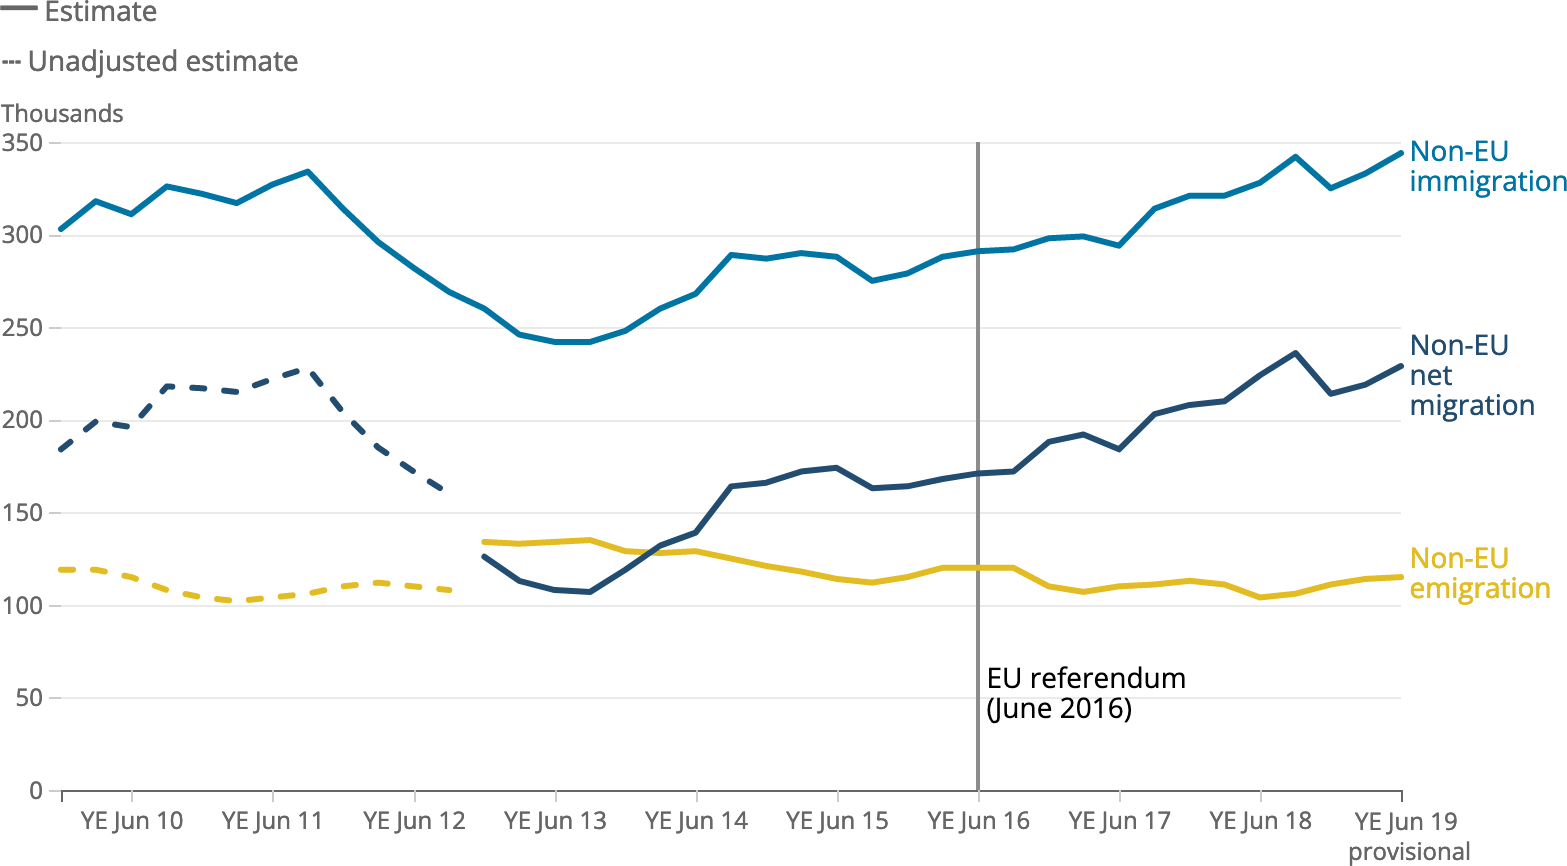 Estimate
--- Unadjusted estimate
Thousands
350
300
250
200
150
100
50
0
Non-EU
immigration
Non-EU
net
migration
Non-EU
emigration
EU referendum
(June 2016)
YE Jun 10 YE Jun 11 YE Jun 12 YE Jun 13 YE Jun 14 YE Jun 15 YE Jun 16 YE Jun 17 YE Jun 18 YE Jun 19
provisional